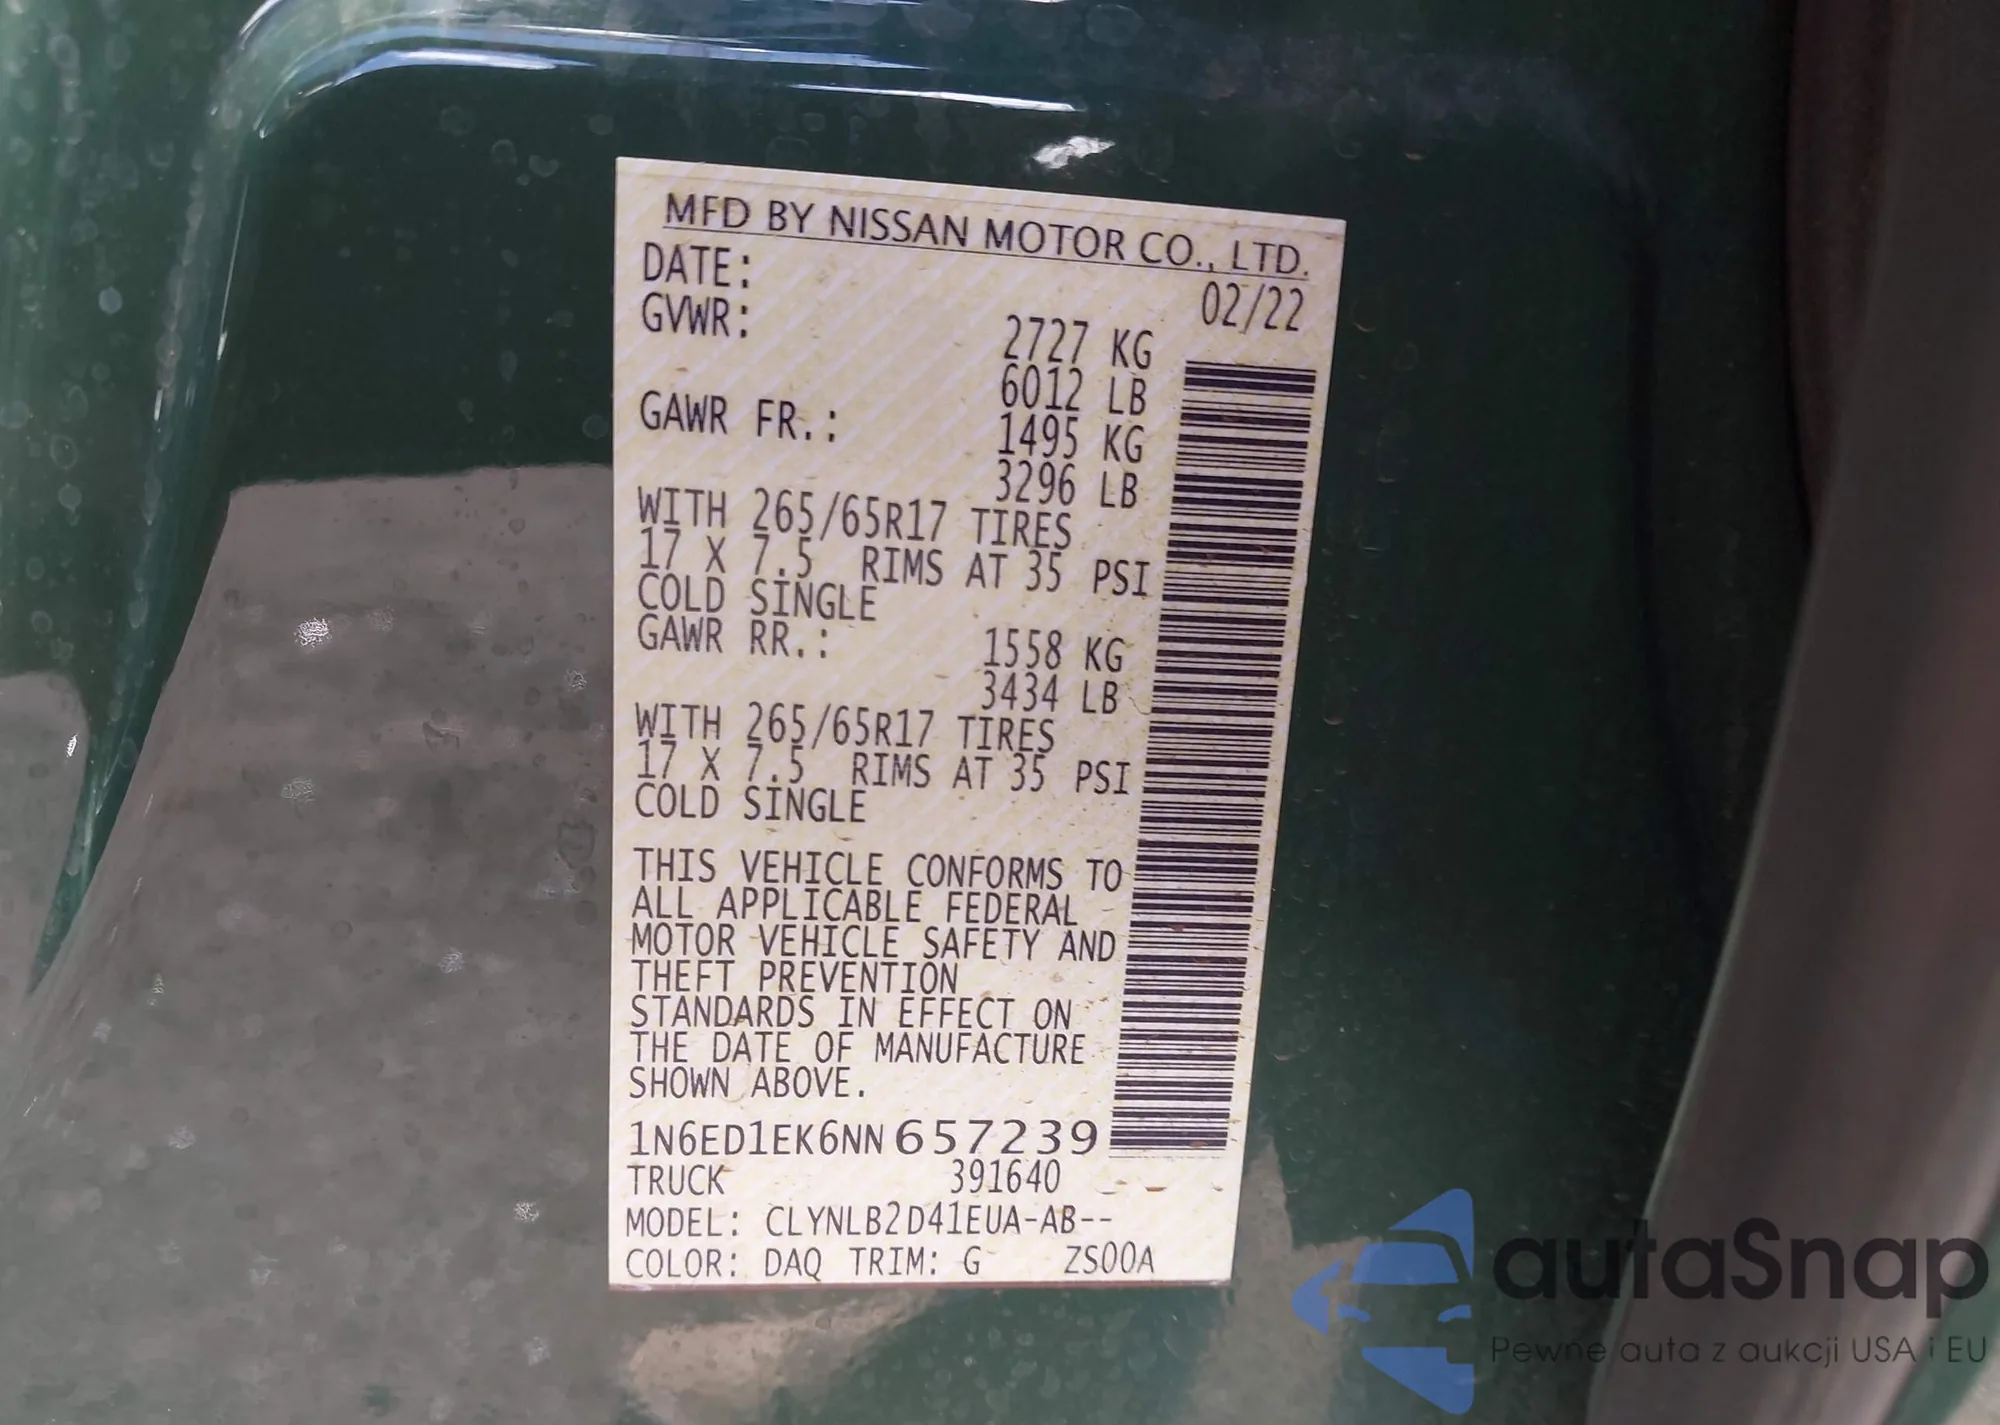 MFD BY NISSAN MOTOR CO., LTD.
DATE: 02/22
GVWR: 2727 KG
6012 LB
GAWR FR.: 1495 KG
3296 LB
WITH 265/65R17 TIRES
17 X 7.5 RIMS AT 35 PSI
COLD SINGLE
GAWR RR.: 1558 KG
3434 LB
WITH 265/65R17 TIRES
17 X 7.5 RIMS AT 35 PSI
COLD SINGLE
THIS VEHICLE CONFORMS TO
ALL APPLICABLE FEDERAL
MOTOR VEHICLE SAFETY AND
THEFT PREVENTION
STANDARDS IN EFFECT ON
THE DATE OF MANUFACTURE
SHOWN ABOVE.
1N6ED1EK6NN657239
TRUCK 391640
MODEL: CLYNLB2D41EUA-AB--
COLOR: DAQ TRIM: G ZS00A
autaSnap
Pewne auta z aukcji USA i EU